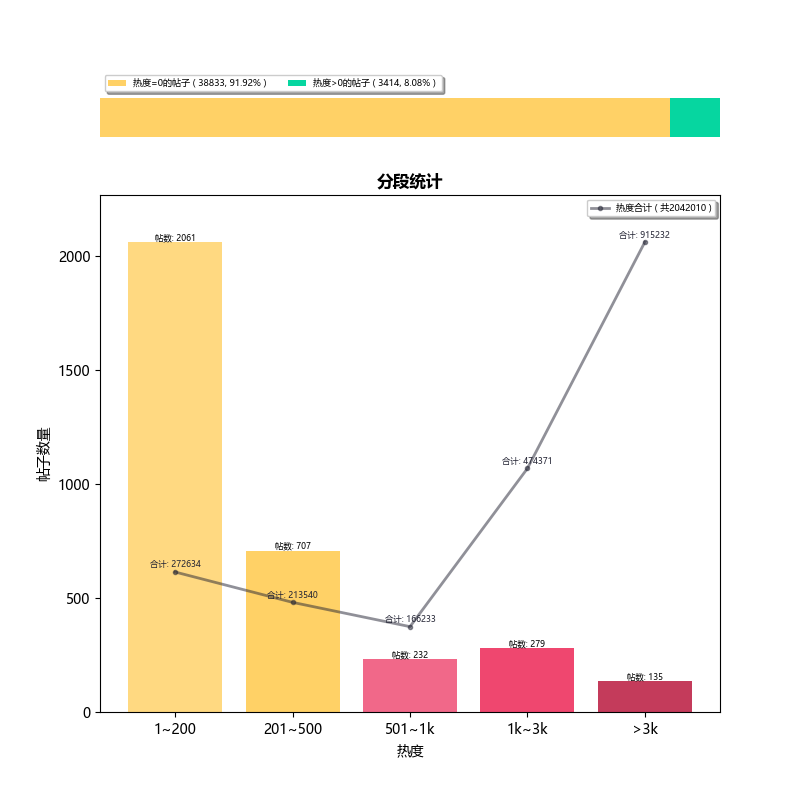 热度=0的帖子 ( 38833, 91.92% )
热度>0的帖子 ( 3414, 8.08% )
分段统计
热度合计 ( 共2042010 )
合计: 915232
帖数: 2061
2000
1500
合计: 474371
帖子数量
1000
帖数: 707
合计: 272634
合计: 213540
500
合计: 166233
帖数: 279
帖数: 232
帖数: 135
0
1~200
201~500
501~1k
1k~3k
>3k
热度